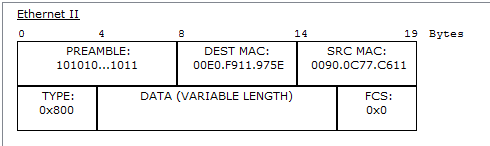 Ethernet II
0 4 8 14 19 Bytes
PREAMBLE: DEST MAC: SRC MAC:
101010...1011 00E0.F911.975E 0090.0C77.C611
TYPE: DATA (VARIABLE LENGTH) FCS:
0x800 0x0